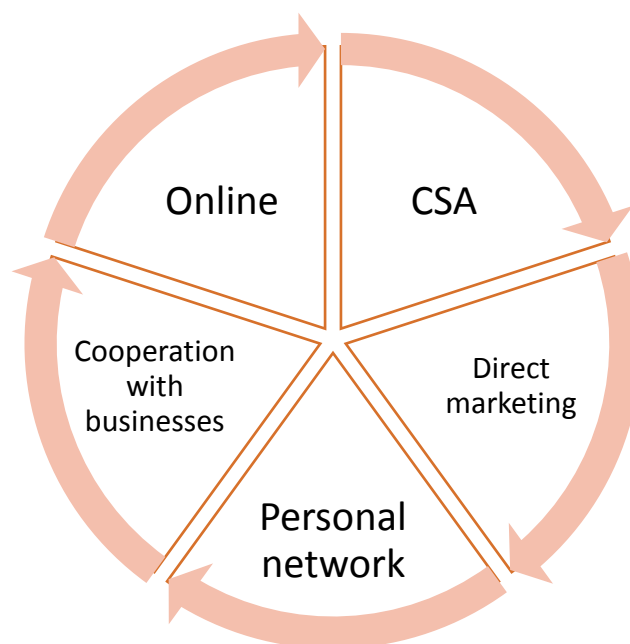 Online
CSA
Direct
marketing
Personal
network
Cooperation
with
businesses